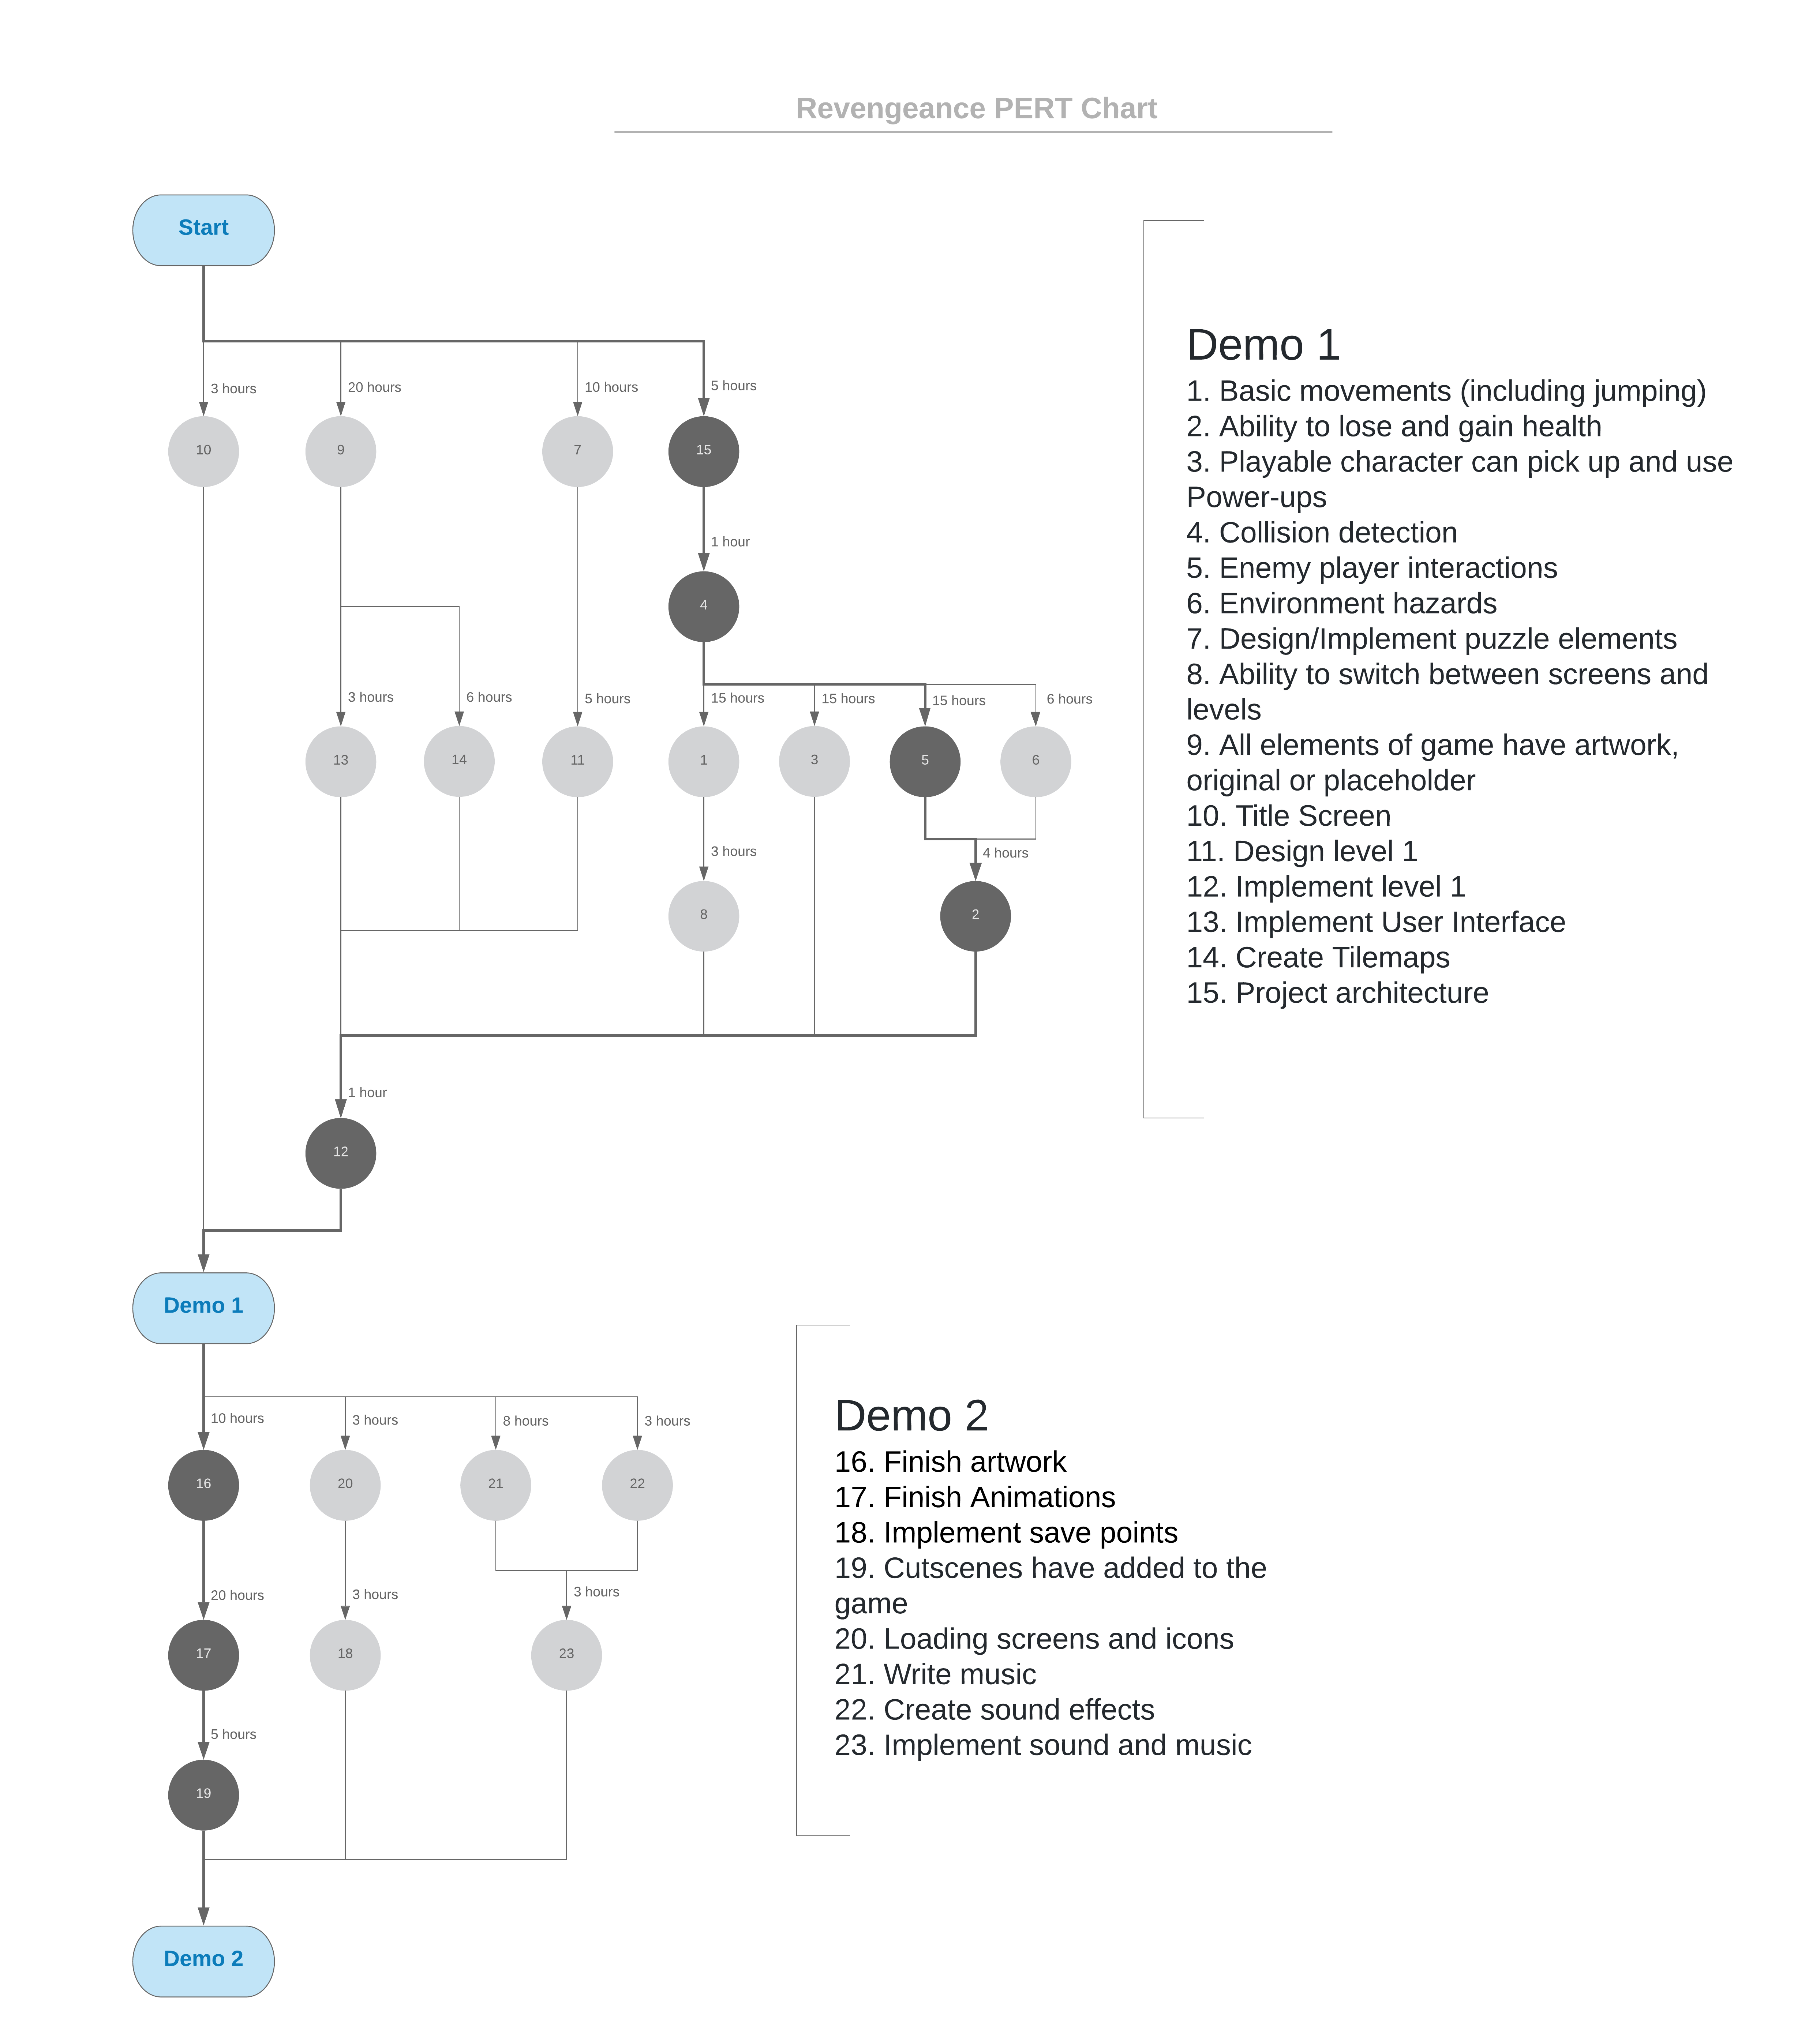 Revengeance PERT Chart
Start
3 hours
20 hours
10 hours
5 hours
10
9
7
15
1 hour
4
3 hours
6 hours
5 hours
15 hours
15 hours
15 hours
6 hours
13
14
11
1
3
5
6
3 hours
4 hours
8
2
1 hour
12
Demo 1
1. Basic movements (including jumping)
2. Ability to lose and gain health
3. Playable character can pick up and use
Power-ups
4. Collision detection
5. Enemy player interactions
6. Environment hazards
7. Design/Implement puzzle elements
8. Ability to switch between screens and
levels
9. All elements of game have artwork,
original or placeholder
10. Title Screen
11. Design level 1
12. Implement level 1
13. Implement User Interface
14. Create Tilemaps
15. Project architecture
Demo 1
10 hours
3 hours
8 hours
3 hours
16
20
21
22
20 hours
3 hours
3 hours
17
18
23
5 hours
19
Demo 2
Demo 2
16. Finish artwork
17. Finish Animations
18. Implement save points
19. Cutscenes have added to the
game
20. Loading screens and icons
21. Write music
22. Create sound effects
23. Implement sound and music